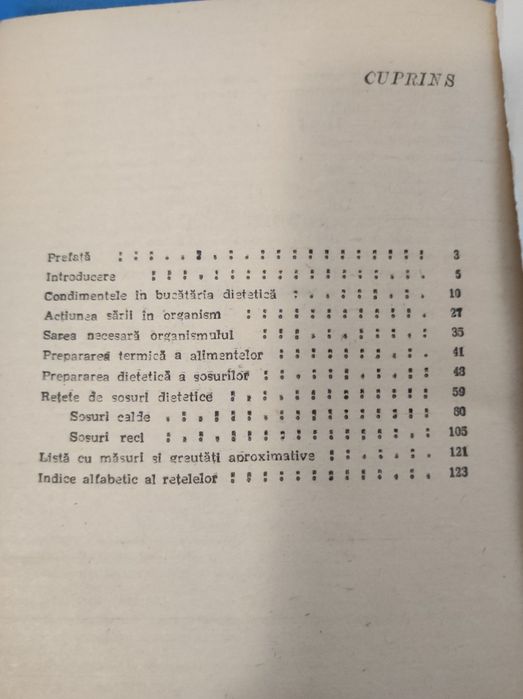 CUPRINS
Prefață 3
Introducere 5
Condimentele în bucătăria dietetică 10
Acțiunea sării în organism 27
Sarea necesară organismului 35
Prepararea termică a alimentelor 41
Prepararea dietetică a sosurilor 43
Rețete de sosuri dietetice 59
Sosuri calde 80
Sosuri reci 105
Listă cu măsuri și greutăți aproximative 121
Indice alfabetic al rețelelor 123